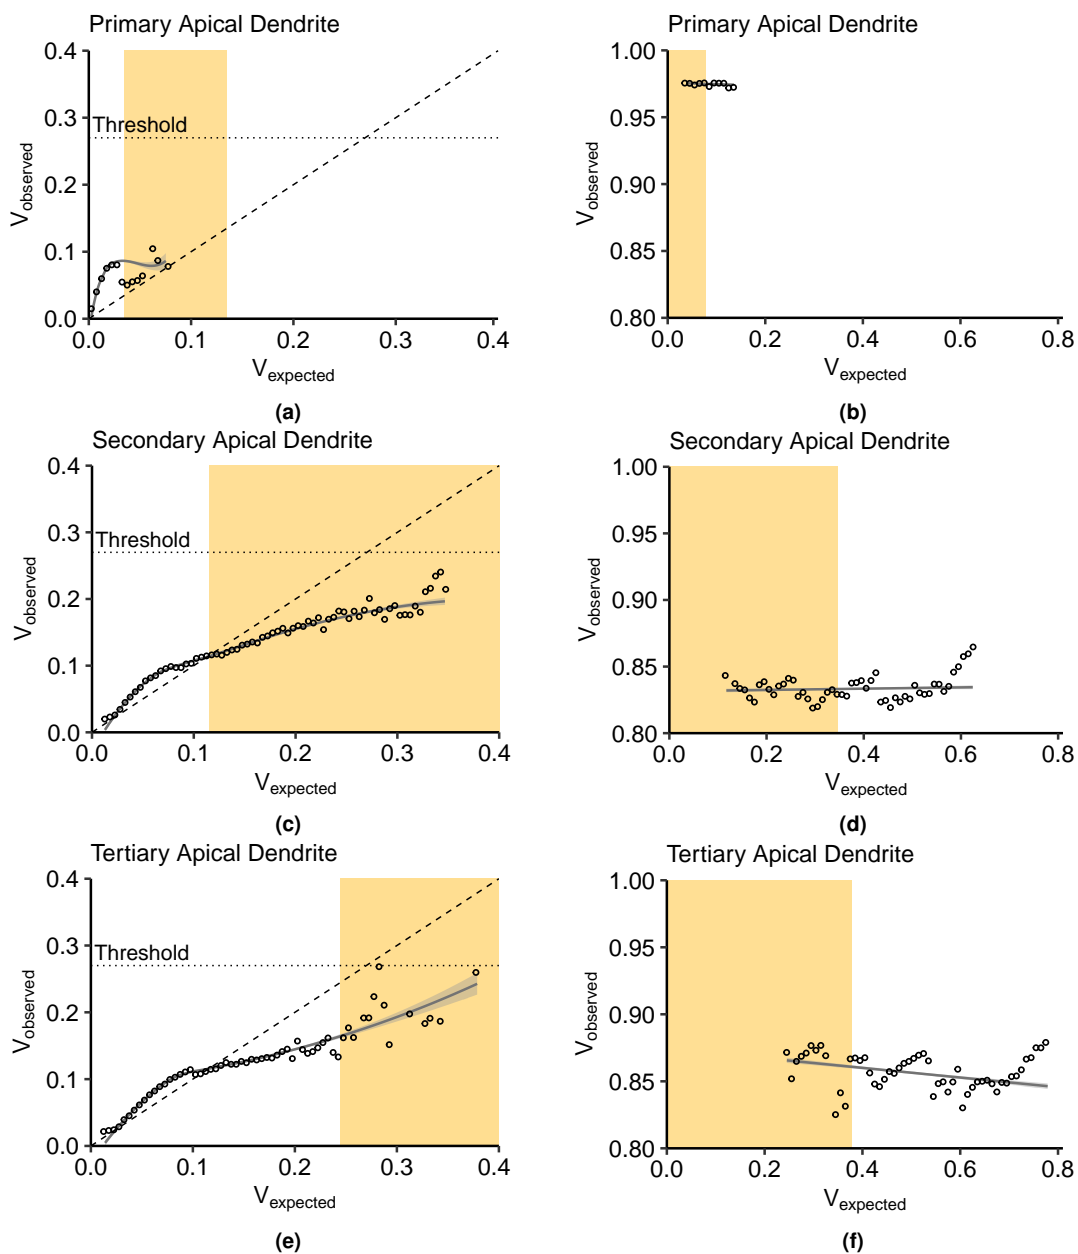 Primary Apical Dendrite
0.4
0.3
Threshold
0.2
0.1
0.0
0.0 0.1 0.2 0.3 0.4
Vobserved
Vexpected
(a)
Primary Apical Dendrite
1.00
0.95
0.90
0.85
0.80
0.0 0.2 0.4 0.6 0.8
Vobserved
Vexpected
(b)
Secondary Apical Dendrite
0.4
0.3
Threshold
0.2
0.1
0.0
0.0 0.1 0.2 0.3 0.4
Vobserved
Vexpected
(c)
Secondary Apical Dendrite
1.00
0.95
0.90
0.85
0.80
0.0 0.2 0.4 0.6 0.8
Vobserved
Vexpected
(d)
Tertiary Apical Dendrite
0.4
0.3
Threshold
0.2
0.1
0.0
0.0 0.1 0.2 0.3 0.4
Vobserved
Vexpected
(e)
Tertiary Apical Dendrite
1.00
0.95
0.90
0.85
0.80
0.0 0.2 0.4 0.6 0.8
Vobserved
Vexpected
(f)